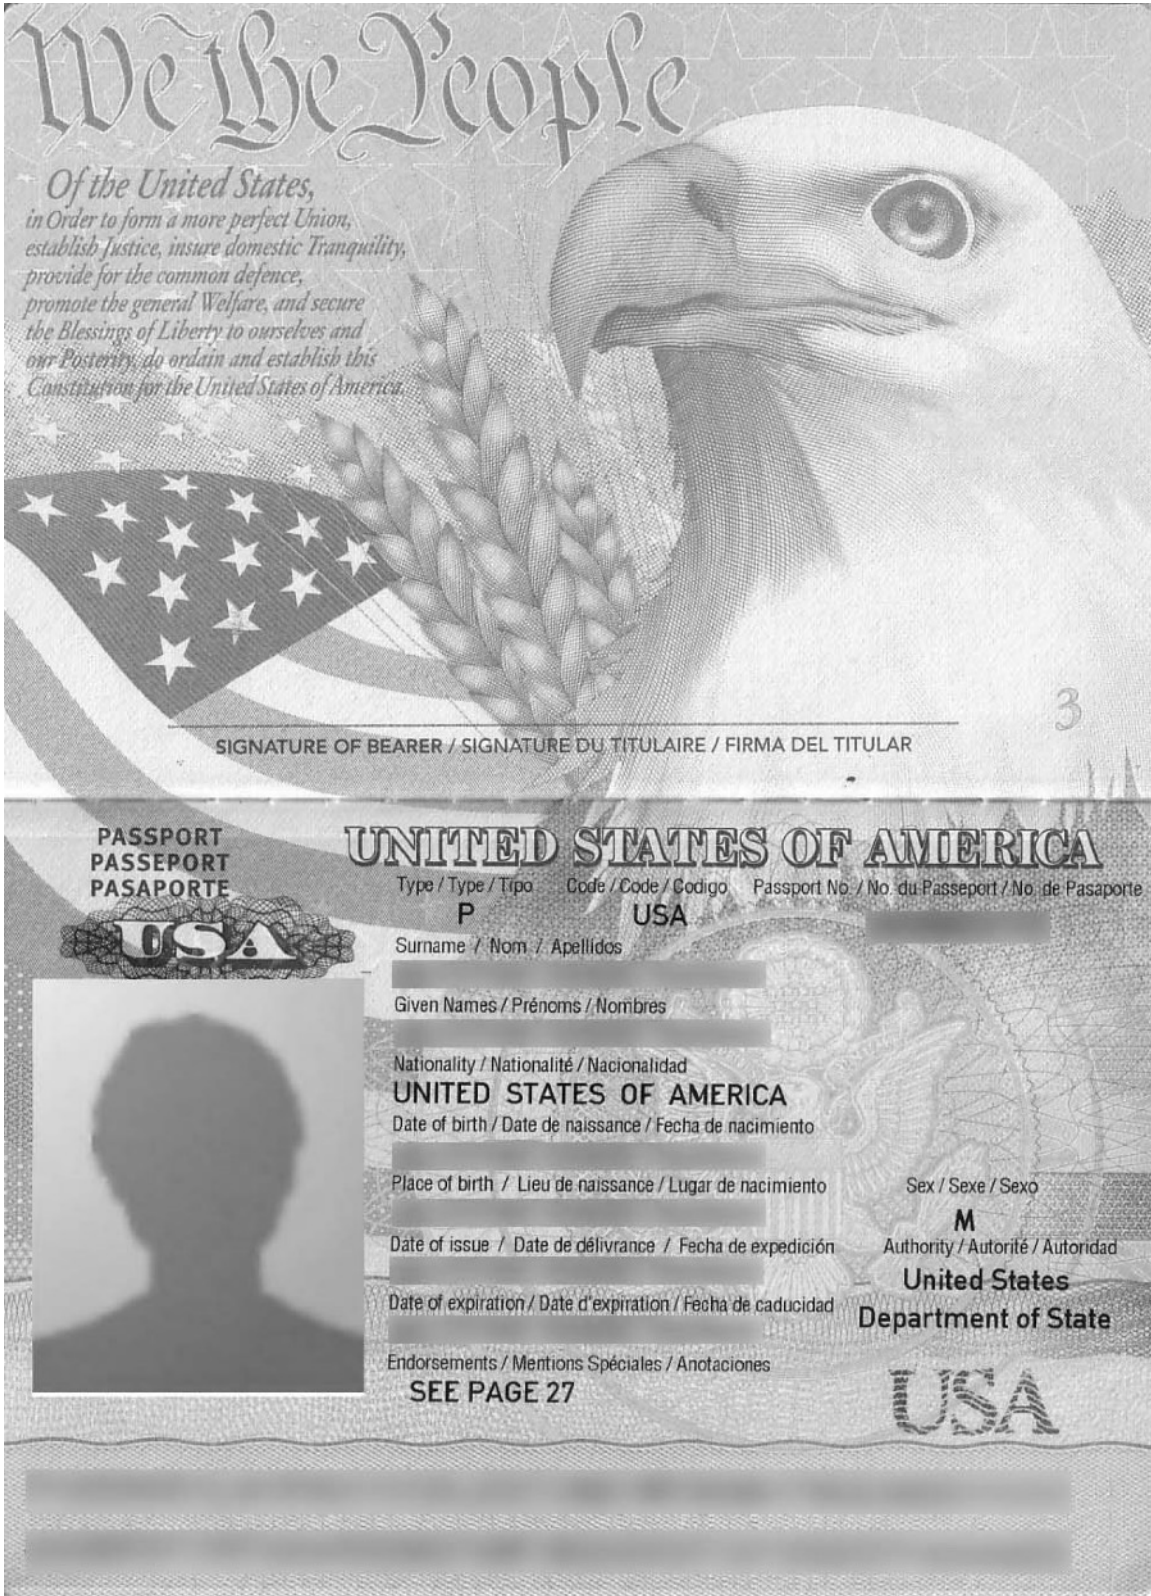 We the People
Of the United States,
in Order to form a more perfect Union,
establish Justice, insure domestic Tranquility,
provide for the common defence,
promote the general Welfare, and secure
the Blessings of Liberty to ourselves and
our Posterity, do ordain and establish this
Constitution for the United States of America.
3
SIGNATURE OF BEARER / SIGNATURE DU TITULAIRE / FIRMA DEL TITULAR
PASSPORT
PASSEPORT
PASAPORTE
USA
UNITED STATES OF AMERICA
Type / Type / Tipo Code / Code / Codigo Passport No. / No. du Passeport / No. de Pasaporte
P USA
Surname / Nom / Apellidos
Given Names / Prénoms / Nombres
Nationality / Nationalité / Nacionalidad
UNITED STATES OF AMERICA
Date of birth / Date de naissance / Fecha de nacimiento
Place of birth / Lieu de naissance / Lugar de nacimiento
Sex / Sexe / Sexo
M
Date of issue / Date de délivrance / Fecha de expedición
Authority / Autorité / Autoridad
United States
Department of State
Date of expiration / Date d'expiration / Fecha de caducidad
Endorsements / Mentions Spéciales / Anotaciones
SEE PAGE 27
USA